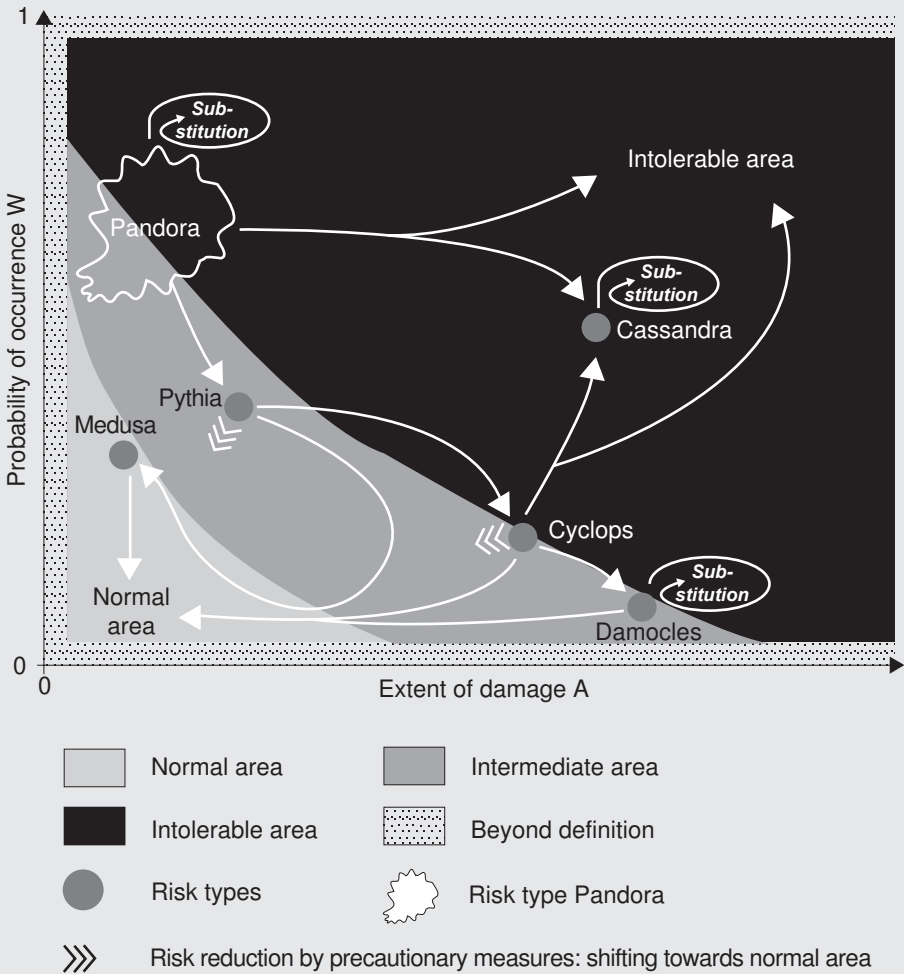 1
Sub-
stitution
Intolerable area
Pandora
Sub-
stitution
Cassandra
Probability of occurrence W
Pythia
Medusa
Cyclops
Normal
area
Sub-
stitution
Damocles
0
0
Extent of damage A
Normal area
Intermediate area
Intolerable area
Beyond definition
Risk types
Risk type Pandora
Risk reduction by precautionary measures: shifting towards normal area